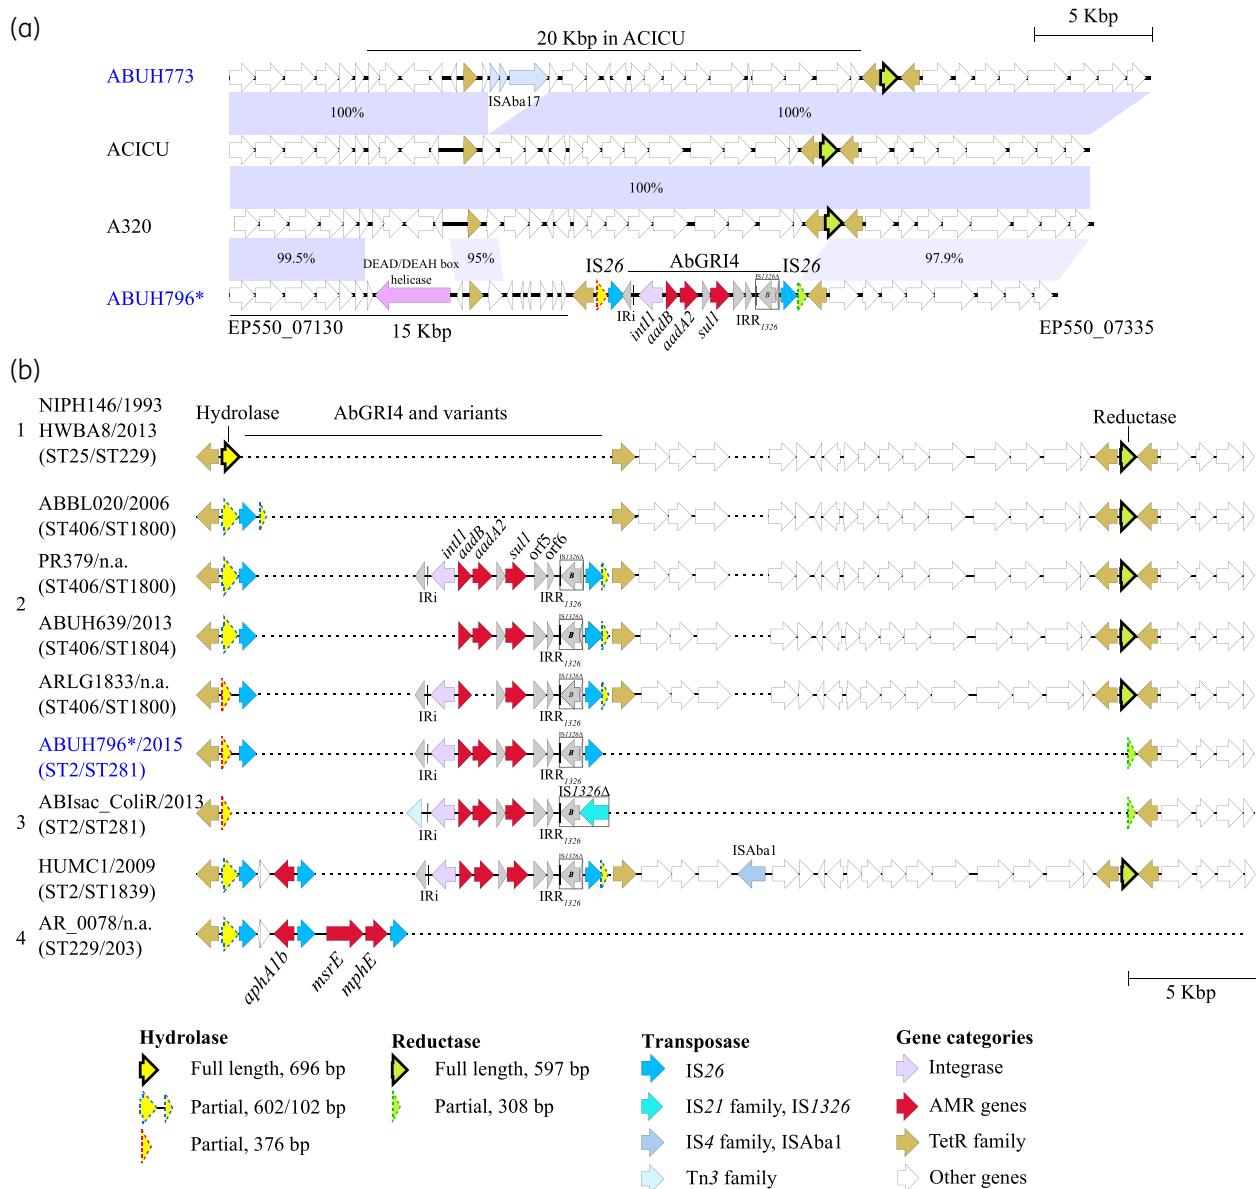 (a)
20 Kbp in ACICU
5 Kbp
ABUH773
ISAba17
100%
100%
ACICU
100%
A320
99.5%
DEAD/DEAH box
helicase
95%
IS26
AbGRI4
IS26
97.9%
IS1326Δ
ABUH796*
B
EP550_07130
15 Kbp
IRi
intI1
aadB
aadA2
sul1
IRR1326
EP550_07335
(b)
1
NIPH146/1993
HWBA8/2013
(ST25/ST229)
Hydrolase
AbGRI4 and variants
Reductase
ABBL020/2006
(ST406/ST1800)
intI1
aadB
aadA2
sul1
orf5
orf6
2
PR379/n.a.
(ST406/ST1800)
IS1326Δ
B
IRi
IRR1326
ABUH639/2013
(ST406/ST1804)
IS1326Δ
B
IRR1326
ARLG1833/n.a.
(ST406/ST1800)
IS1326Δ
B
IRi
IRR1326
ABUH796*/2015
(ST2/ST281)
IS1326Δ
B
IRi
IRR1326
3
ABIsac_ColiR/2013
(ST2/ST281)
IS1326Δ
B
IRi
IRR1326
HUMC1/2009
(ST2/ST1839)
IS1326Δ
B
ISAba1
IRi
IRR1326
4
AR_0078/n.a.
(ST229/203)
aphA1b
msrE
mphE
5 Kbp
Hydrolase
Full length, 696 bp
Partial, 602/102 bp
Partial, 376 bp
Reductase
Full length, 597 bp
Partial, 308 bp
Transposase
IS26
IS21 family, IS1326
IS4 family, ISAba1
Tn3 family
Gene categories
Integrase
AMR genes
TetR family
Other genes